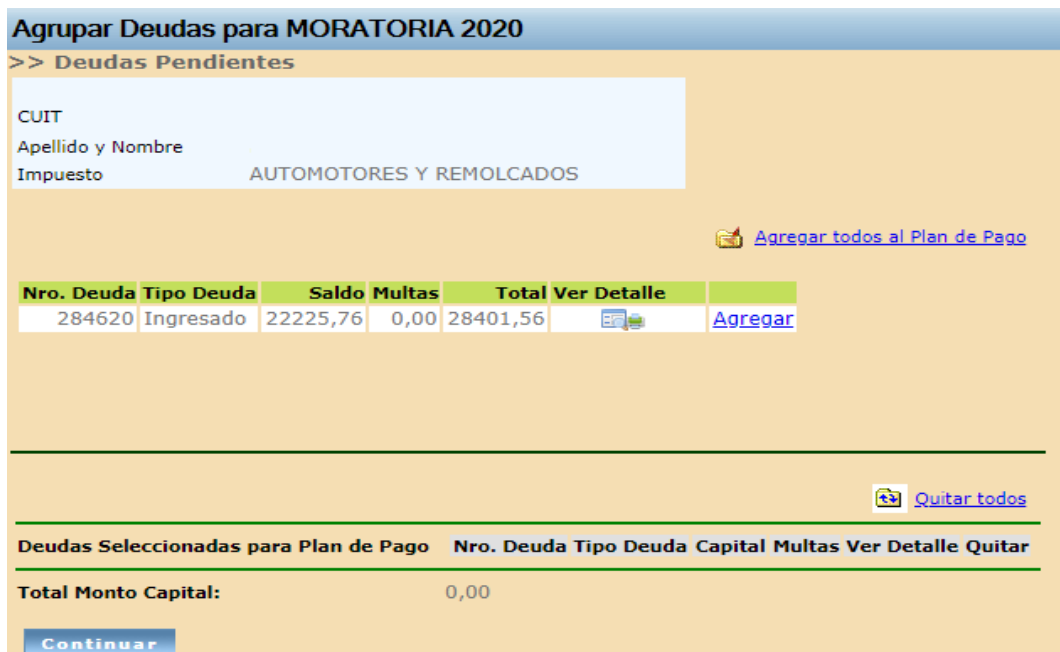 Agrupar Deudas para MORATORIA 2020
>> Deudas Pendientes
CUIT
Apellido y Nombre
Impuesto AUTOMOTORES Y REMOLCADOS
Agregar todos al Plan de Pago
Nro. Deuda Tipo Deuda Saldo Multas Total Ver Detalle
284620 Ingresado 22225,76 0,00 28401,56 Agregar
Quitar todos
Deudas Seleccionadas para Plan de Pago Nro. Deuda Tipo Deuda Capital Multas Ver Detalle Quitar
Total Monto Capital: 0,00
Continuar